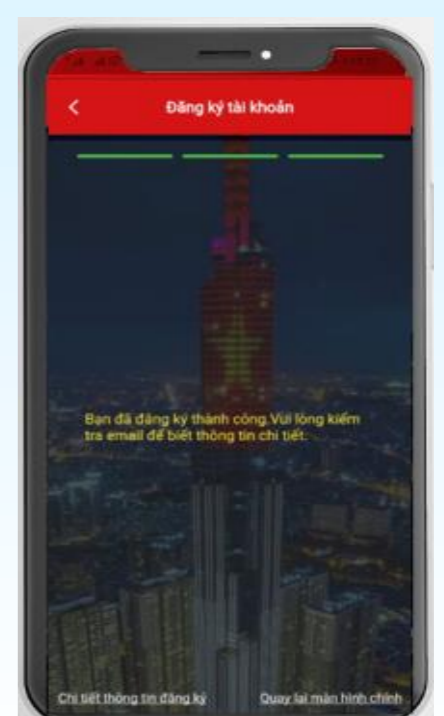 Đăng ký tài khoản
Bạn đã đăng ký thành công.Vui lòng kiểm
tra email để biết thông tin chi tiết.
Chi tiết thông tin đăng ký
Quay lại màn hình chính